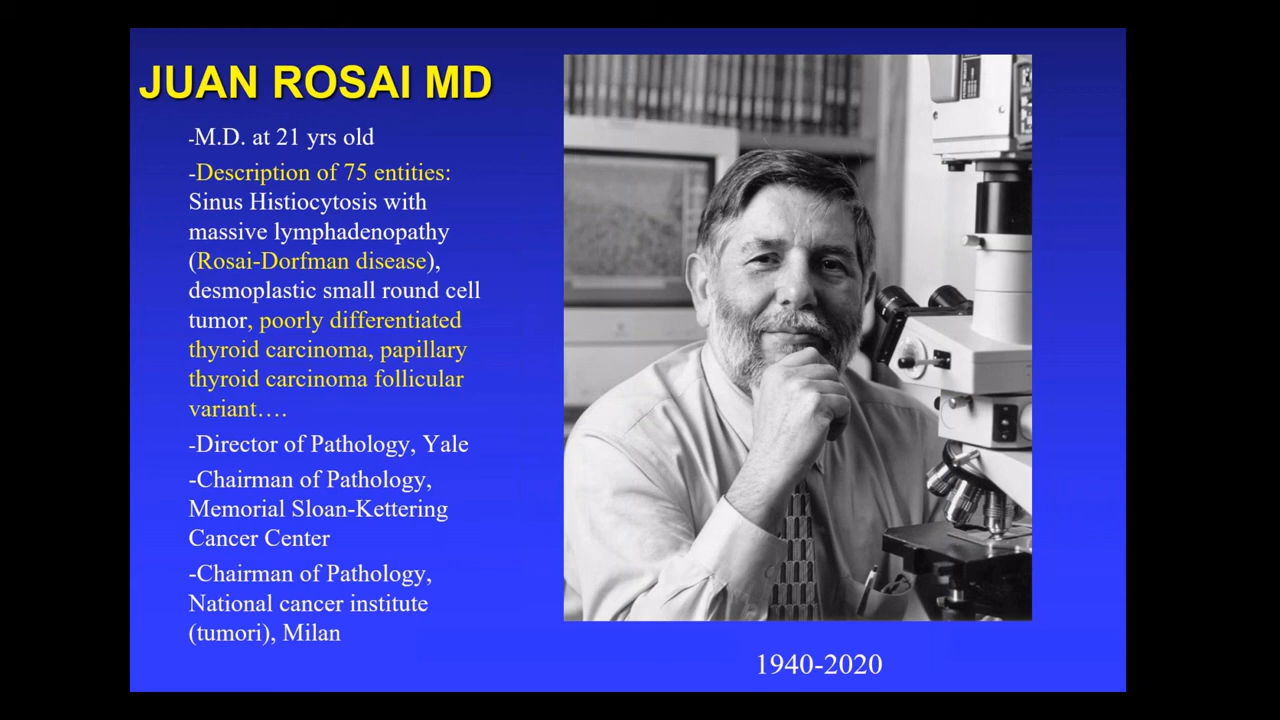 JUAN ROSAI MD
-M.D. at 21 yrs old
-Description of 75 entities:
Sinus Histiocytosis with
massive lymphadenopathy
(Rosai-Dorfman disease),
desmoplastic small round cell
tumor, poorly differentiated
thyroid carcinoma, papillary
thyroid carcinoma follicular
variant….
-Director of Pathology, Yale
-Chairman of Pathology,
Memorial Sloan-Kettering
Cancer Center
-Chairman of Pathology,
National cancer institute
(tumori), Milan
1940-2020